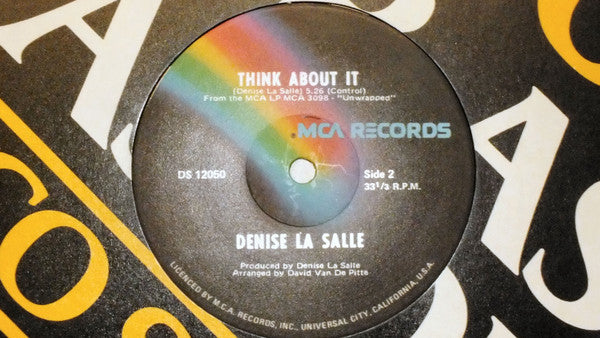 THINK ABOUT IT
(Denise La Salle) 5.26 (Control)
From the MCA LP MCA 3098 - "Unwrapped"
MCA RECORDS
DS 12050
Side 2
33 1/3 R.P.M.
DENISE LA SALLE
Produced by Denise La Salle
Arranged by David Van De Pitte
LICENCED BY M.C.A. RECORDS, INC., UNIVERSAL CITY, CALIFORNIA, U.S.A.